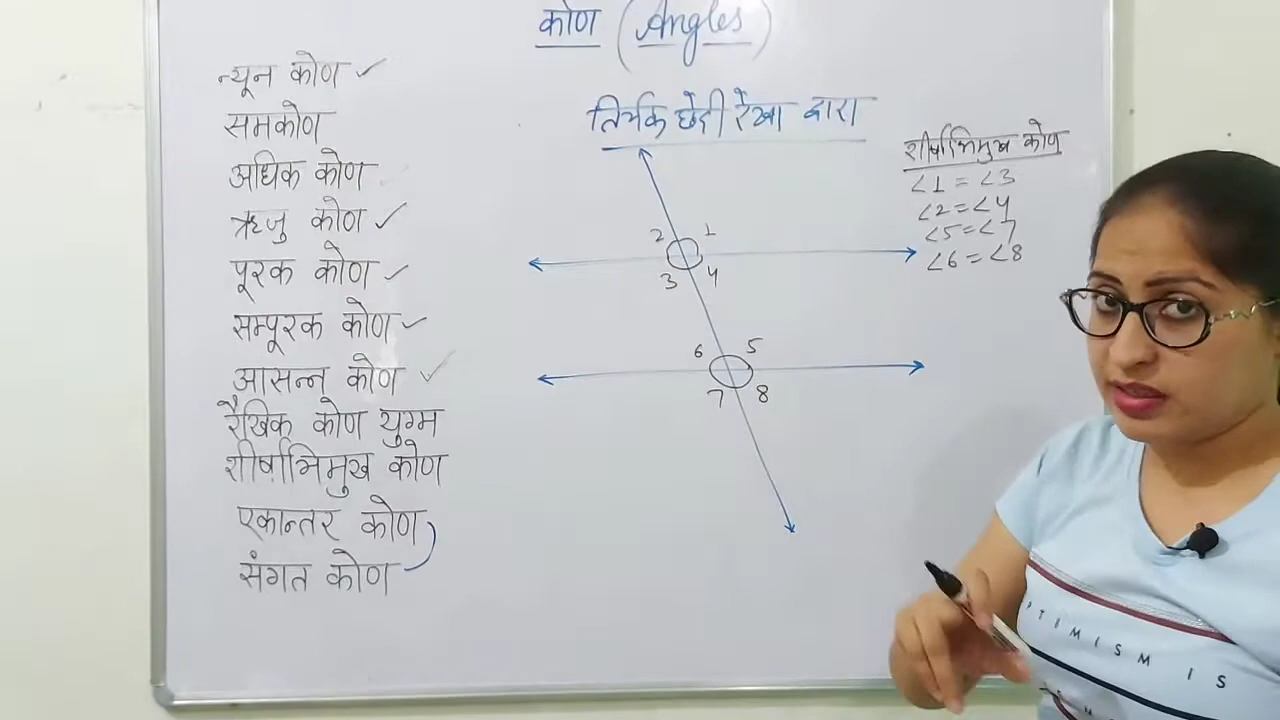 कोण (Angles)
न्यून कोण ✓
समकोण
अधिक कोण
ऋजु कोण ✓
पूरक कोण ✓
सम्पूरक कोण ✓
आसन्न कोण ✓
रैखिक कोण युग्म
शीर्षाभिमुख कोण
एकान्तर कोण
संगत कोण
तिर्यक छेदी रेखा द्वारा
2 1
3 4
6 5
7 8
शीर्षाभिमुख कोण
∠1 = ∠3
∠2 = ∠4
∠5 = ∠7
∠6 = ∠8
PTIMISM IS